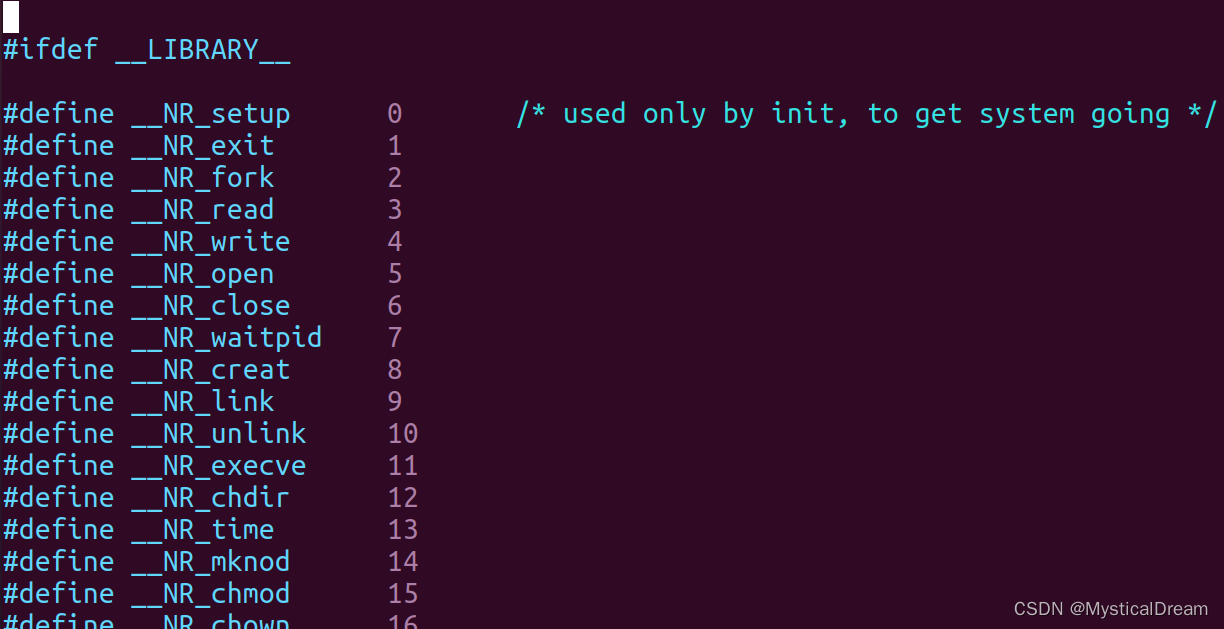 #ifdef __LIBRARY__
#define __NR_setup 0 /* used only by init, to get system going */
#define __NR_exit 1
#define __NR_fork 2
#define __NR_read 3
#define __NR_write 4
#define __NR_open 5
#define __NR_close 6
#define __NR_waitpid 7
#define __NR_creat 8
#define __NR_link 9
#define __NR_unlink 10
#define __NR_execve 11
#define __NR_chdir 12
#define __NR_time 13
#define __NR_mknod 14
#define __NR_chmod 15
#define __NR_chown 16
CSDN @MysticalDream